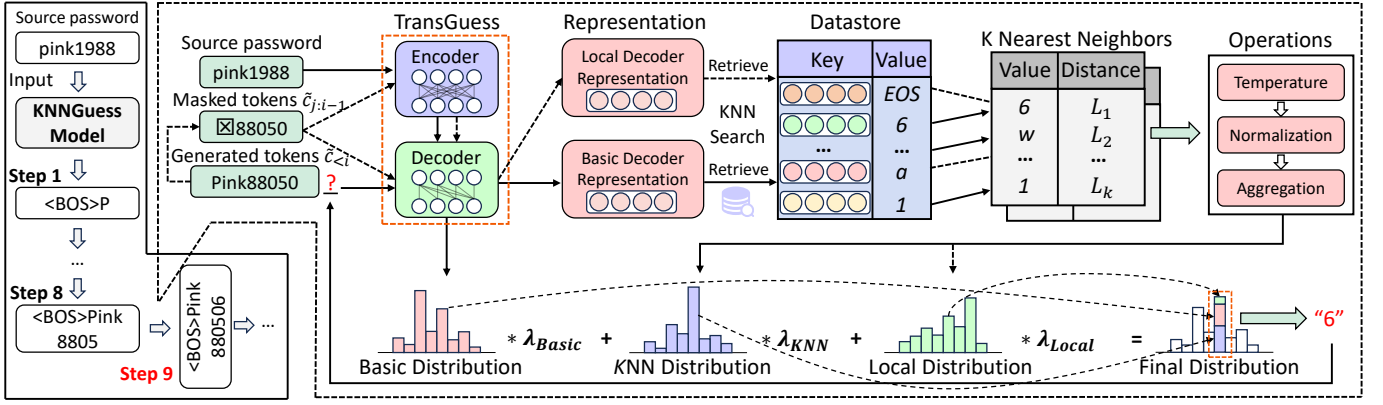 Source password
pink1988
Input
KNNGuess
Model
Step 1
<BOS>P
...
Step 8
<BOS>Pink
8805
<BOS>Pink
880506
...
Step 9
TransGuess
Source password
pink1988
Masked tokens c̃j:i−1
☒88050
Generated tokens c̃<i
Pink88050
?
Encoder
Decoder
Representation
Local Decoder
Representation
Basic Decoder
Representation
Retrieve
KNN
Search
Retrieve
Datastore
Key
Value
EOS
6
...
...
a
1
K Nearest Neighbors
Value
Distance
6
L1
w
L2
...
...
1
Lk
Operations
Temperature
Normalization
Aggregation
* λBasic
+
* λKNN
+
* λLocal
=
"6"
Basic Distribution
KNN Distribution
Local Distribution
Final Distribution